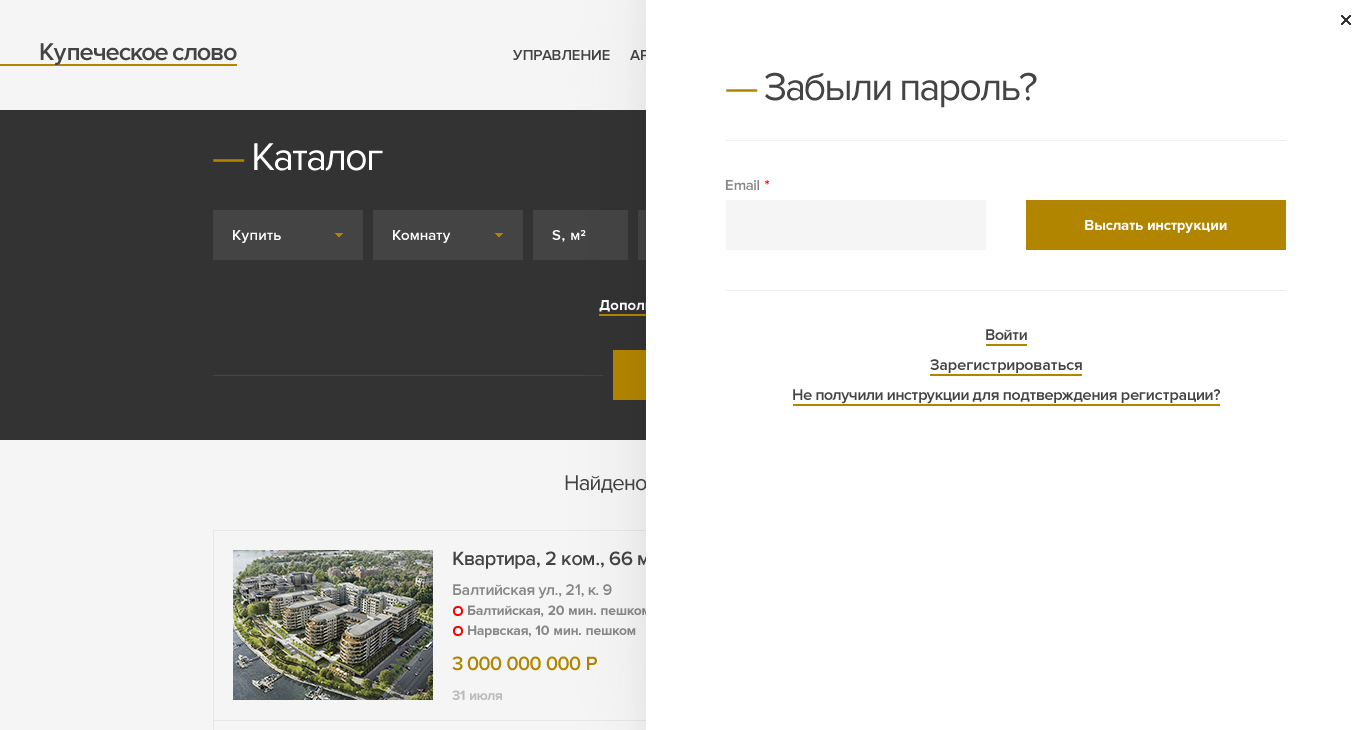 Купеческое слово
УПРАВЛЕНИЕ
— Каталог
Купить
Комнату
S, м²
Найдено
Квартира, 2 ком., 66
Балтийская ул., 21, к. 9
Балтийская, 20 мин. пешком
Нарвская, 10 мин. пешком
3 000 000 000 Р
31 июля
— Забыли пароль?
Email *
Выслать инструкции
Войти
Зарегистрироваться
Не получили инструкции для подтверждения регистрации?